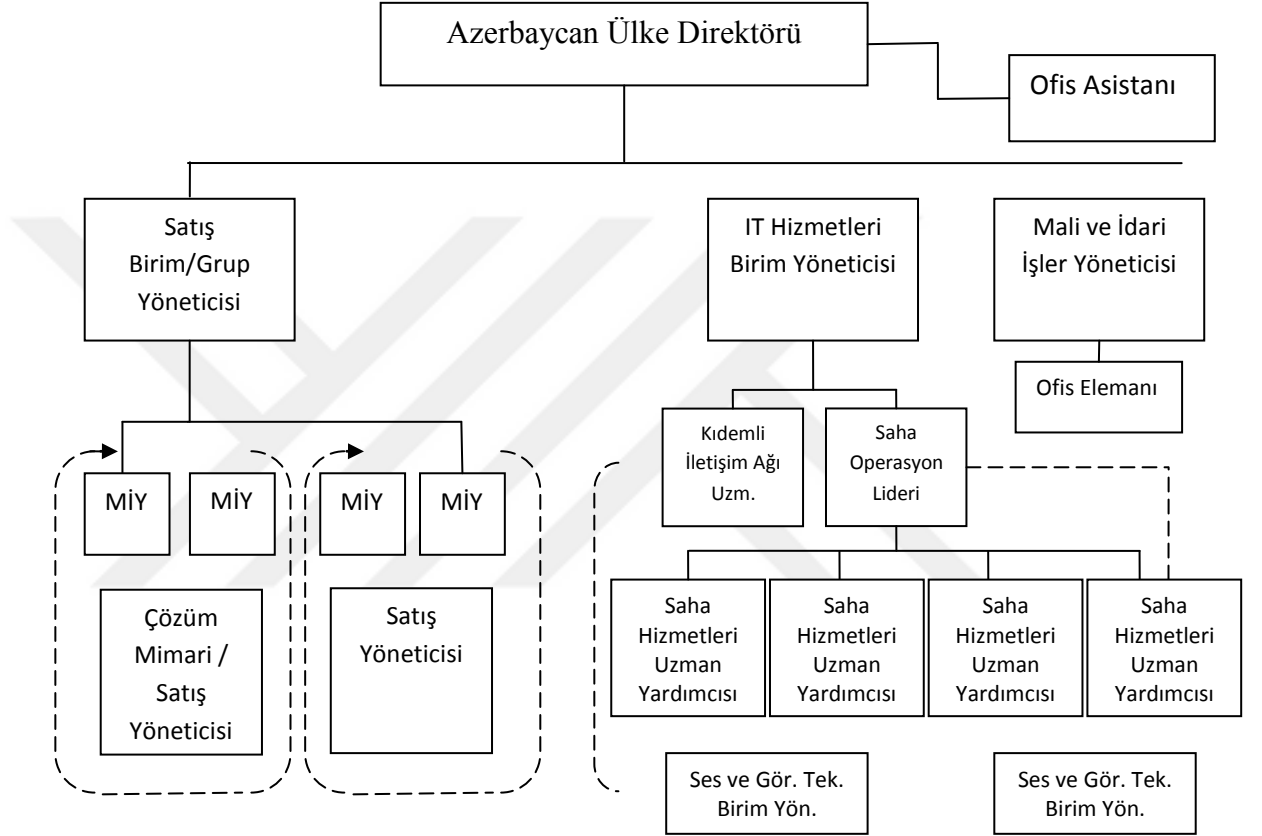 Azerbaycan Ülke Direktörü
Ofis Asistanı
Satış
Birim/Grup
Yöneticisi
IT Hizmetleri
Birim Yöneticisi
Mali ve İdari
İşler Yöneticisi
Ofis Elemanı
Kıdemli
İletişim Ağı
Uzm.
Saha
Operasyon
Lideri
MİY
MİY
MİY
MİY
Çözüm
Mimari /
Satış
Yöneticisi
Satış
Yöneticisi
Saha
Hizmetleri
Uzman
Yardımcısı
Saha
Hizmetleri
Uzman
Yardımcısı
Saha
Hizmetleri
Uzman
Yardımcısı
Saha
Hizmetleri
Uzman
Yardımcısı
Ses ve Gör. Tek.
Birim Yön.
Ses ve Gör. Tek.
Birim Yön.